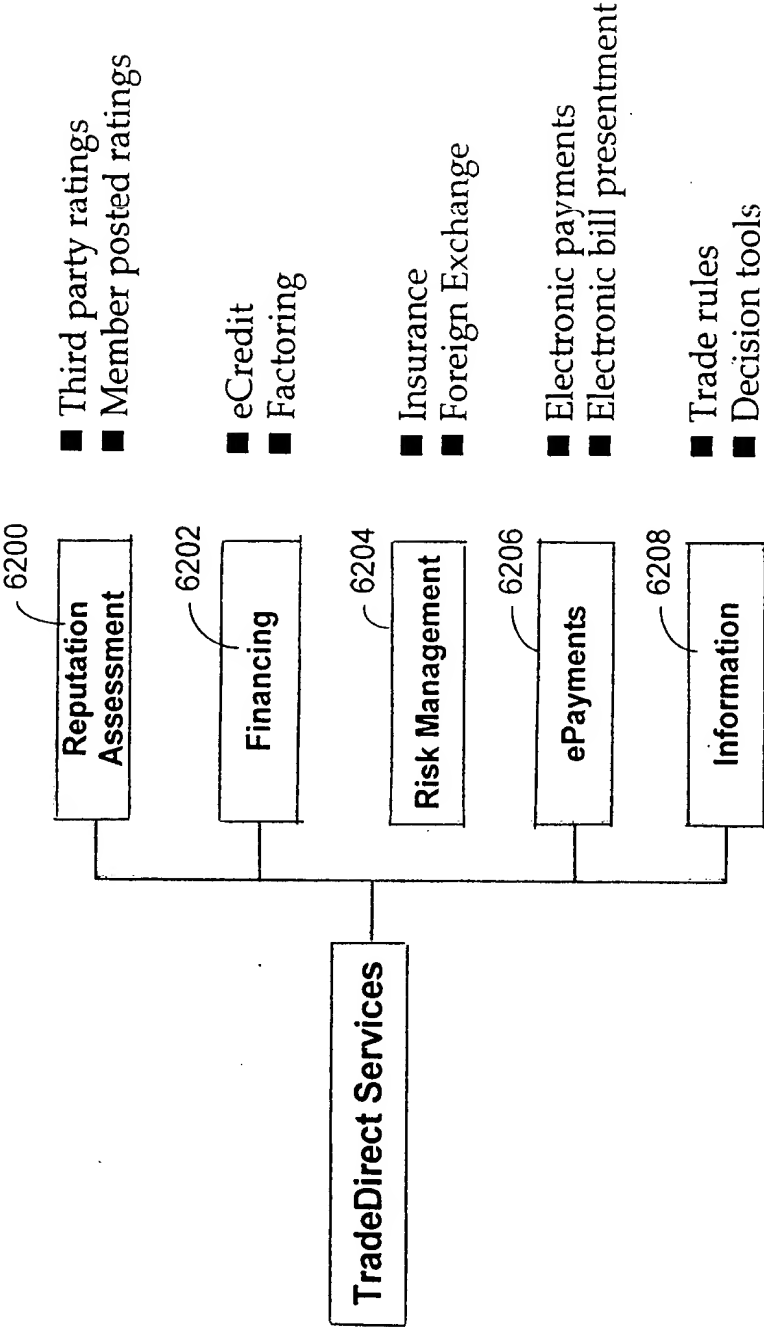 TradeDirect Services
6200
Reputation
Assessment
■ Third party ratings
■ Member posted ratings
6202
Financing
■ eCredit
■ Factoring
6204
Risk Management
■ Insurance
■ Foreign Exchange
6206
ePayments
■ Electronic payments
■ Electronic bill presentment
6208
Information
■ Trade rules
■ Decision tools